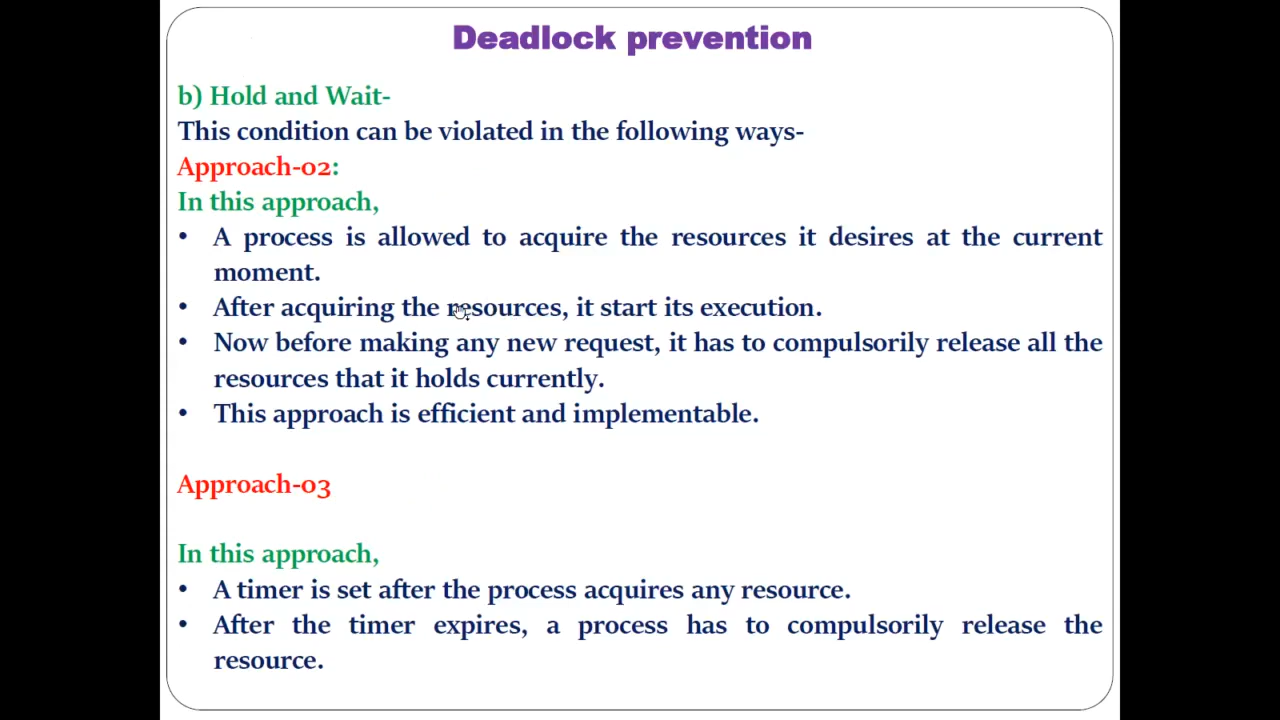 Deadlock prevention
b) Hold and Wait-
This condition can be violated in the following ways-
Approach-02:
In this approach,
• A process is allowed to acquire the resources it desires at the current
moment.
• After acquiring the resources, it start its execution.
• Now before making any new request, it has to compulsorily release all the
resources that it holds currently.
• This approach is efficient and implementable.
Approach-03
In this approach,
• A timer is set after the process acquires any resource.
• After the timer expires, a process has to compulsorily release the
resource.